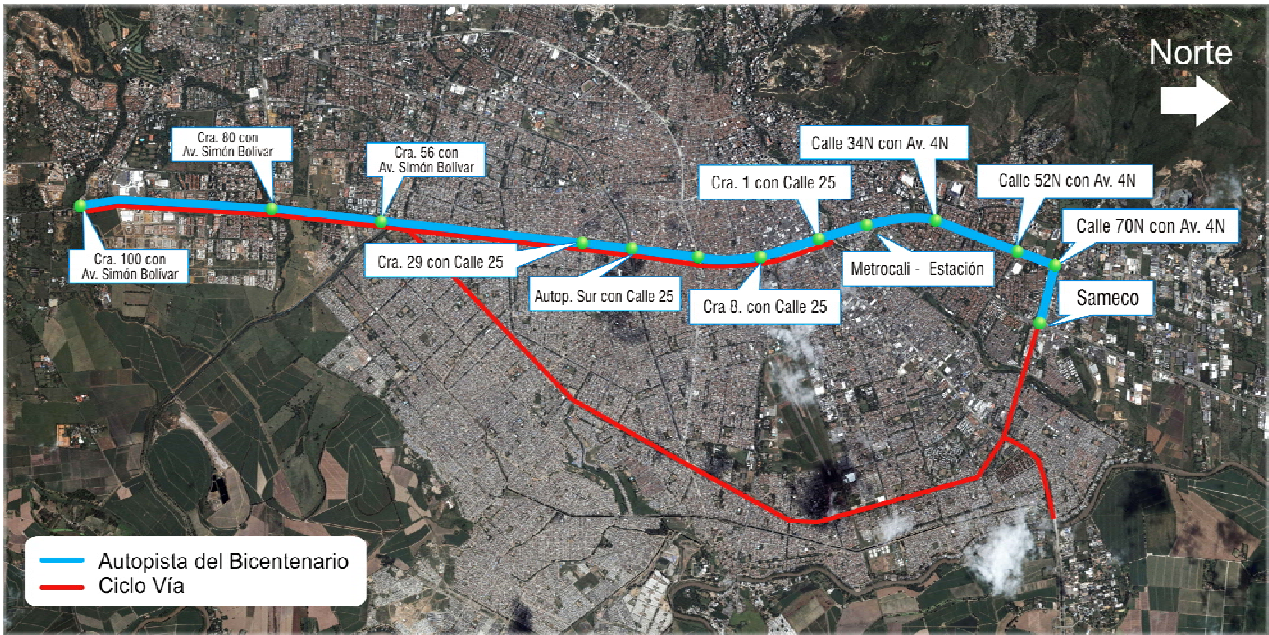 Norte
Calle 34N con Av. 4N
Cra. 80 con
Av. Simón Bolivar
Cra. 56 con
Av. Simón Bolivar
Cra. 1 con Calle 25
Calle 52N con Av. 4N
Calle 70N con Av. 4N
Cra. 100 con
Av. Simón Bolivar
Cra. 29 con Calle 25
Metrocali - Estación
Autop. Sur con Calle 25
Cra 8. con Calle 25
Sameco
Autopista del Bicentenario
Ciclo Vía